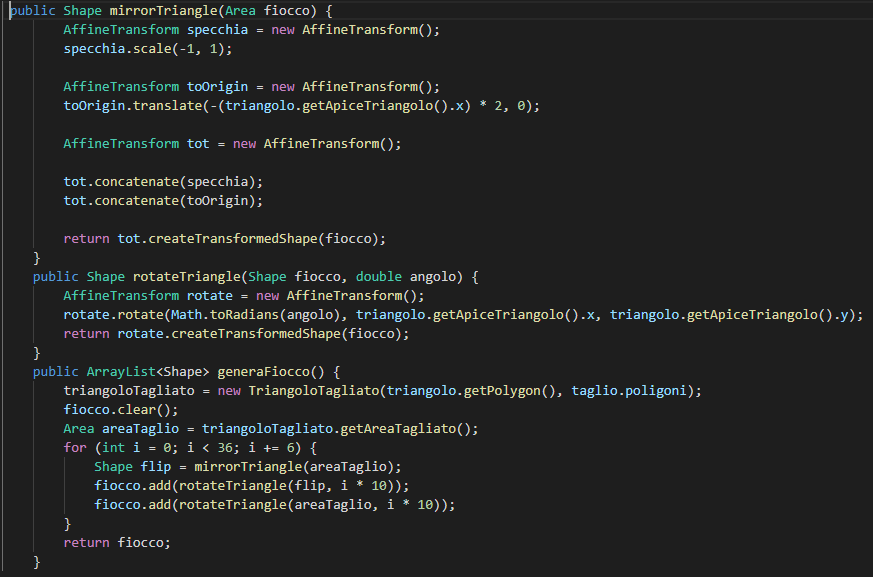 public Shape mirrorTriangle(Area fiocco) {
AffineTransform specchia = new AffineTransform();
specchia.scale(-1, 1);
AffineTransform toOrigin = new AffineTransform();
toOrigin.translate(-(triangolo.getApiceTriangolo().x) * 2, 0);
AffineTransform tot = new AffineTransform();
tot.concatenate(specchia);
tot.concatenate(toOrigin);
return tot.createTransformedShape(fiocco);
}
public Shape rotateTriangle(Shape fiocco, double angolo) {
AffineTransform rotate = new AffineTransform();
rotate.rotate(Math.toRadians(angolo), triangolo.getApiceTriangolo().x, triangolo.getApiceTriangolo().y);
return rotate.createTransformedShape(fiocco);
}
public ArrayList<Shape> generaFiocco() {
triangoloTagliato = new TriangoloTagliato(triangolo.getPolygon(), taglio.poligoni);
fiocco.clear();
Area areaTaglio = triangoloTagliato.getAreaTagliato();
for (int i = 0; i < 36; i += 6) {
Shape flip = mirrorTriangle(areaTaglio);
fiocco.add(rotateTriangle(flip, i * 10));
fiocco.add(rotateTriangle(areaTaglio, i * 10));
}
return fiocco;
}